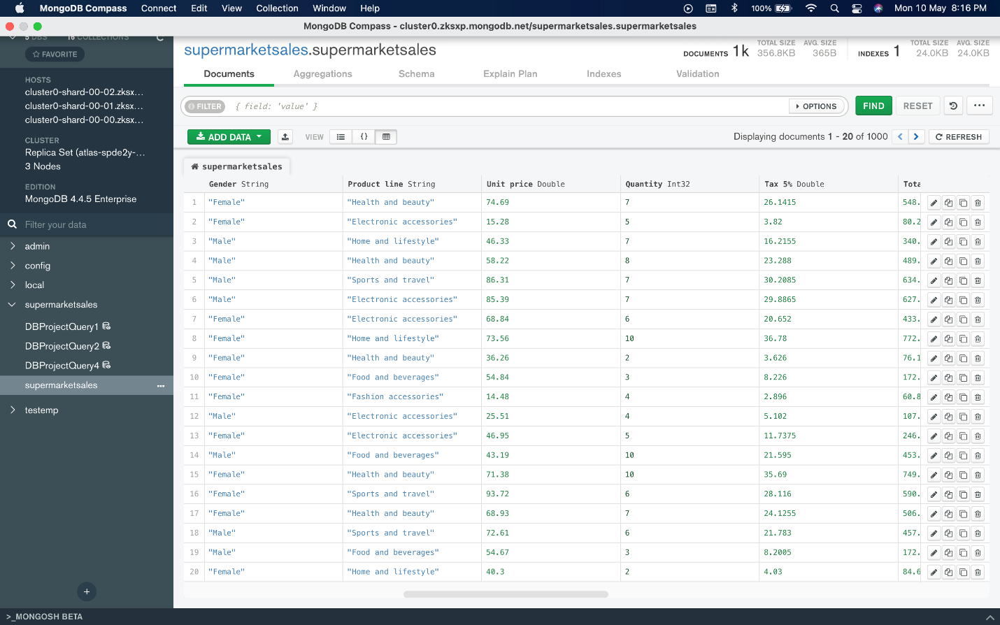 MongoDB Compass Connect Edit View Collection Window Help 100% Mon 10 May 8:16 PM
MongoDB Compass - cluster0.zksxp.mongodb.net/supermarketsales.supermarketsales
5 DBS 16 COLLECTIONS
FAVORITE
HOSTS
cluster0-shard-00-02.zksx...
cluster0-shard-00-01.zksx...
cluster0-shard-00-00.zksx...
CLUSTER
Replica Set (atlas-spde2y-...
3 Nodes
EDITION
MongoDB 4.4.5 Enterprise
Filter your data
admin
config
local
supermarketsales
DBProjectQuery1
DBProjectQuery2
DBProjectQuery4
supermarketsales ...
testemp
+
supermarketsales.supermarketsales
DOCUMENTS 1k TOTAL SIZE 356.8KB AVG. SIZE 365B INDEXES 1 TOTAL SIZE 24.0KB AVG. SIZE 24.0KB
Documents Aggregations Schema Explain Plan Indexes Validation
FILTER { field: 'value' } OPTIONS FIND RESET ...
ADD DATA VIEW {} Displaying documents 1 - 20 of 1000 < > REFRESH
supermarketsales
Gender String Product line String Unit price Double Quantity Int32 Tax 5% Double Tota
1 "Female" "Health and beauty" 74.69 7 26.1415 548.
2 "Female" "Electronic accessories" 15.28 5 3.82 80.2
3 "Male" "Home and lifestyle" 46.33 7 16.2155 340.
4 "Male" "Health and beauty" 58.22 8 23.288 489.
5 "Male" "Sports and travel" 86.31 7 30.2085 634.
6 "Male" "Electronic accessories" 85.39 7 29.8865 627.
7 "Female" "Electronic accessories" 68.84 6 20.652 433.
8 "Female" "Home and lifestyle" 73.56 10 36.78 772.
9 "Female" "Health and beauty" 36.26 2 3.626 76.1
10 "Female" "Food and beverages" 54.84 3 8.226 172.
11 "Female" "Fashion accessories" 14.48 4 2.896 60.8
12 "Male" "Electronic accessories" 25.51 4 5.102 107.
13 "Female" "Electronic accessories" 46.95 5 11.7375 246.
14 "Male" "Food and beverages" 43.19 10 21.595 453.
15 "Female" "Health and beauty" 71.38 10 35.69 749.
16 "Female" "Sports and travel" 93.72 6 28.116 590.
17 "Female" "Health and beauty" 68.93 7 24.1255 506.
18 "Male" "Sports and travel" 72.61 6 21.783 457.
19 "Male" "Food and beverages" 54.67 3 8.2005 172.
20 "Female" "Home and lifestyle" 40.3 2 4.03 84.6
>_MONGOSH BETA